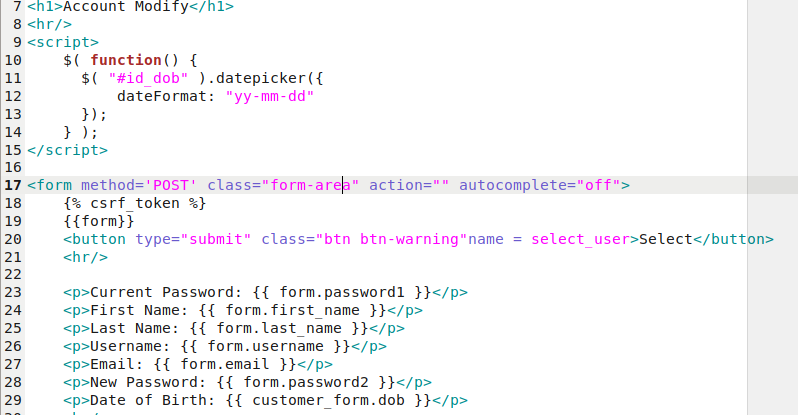 7 <h1>Account Modify</h1>
8 <hr/>
9 <script>
10     $( function() {
11       $( "#id_dob" ).datepicker({
12           dateFormat: "yy-mm-dd"
13       });
14     } );
15 </script>
16
17 <form method='POST' class="form-area" action="" autocomplete="off">
18     {% csrf_token %}
19     {{form}}
20     <button type="submit" class="btn btn-warning"name = select_user>Select</button>
21     <hr/>
22
23     <p>Current Password: {{ form.password1 }}</p>
24     <p>First Name: {{ form.first_name }}</p>
25     <p>Last Name: {{ form.last_name }}</p>
26     <p>Username: {{ form.username }}</p>
27     <p>Email: {{ form.email }}</p>
28     <p>New Password: {{ form.password2 }}</p>
29     <p>Date of Birth: {{ customer_form.dob }}</p>